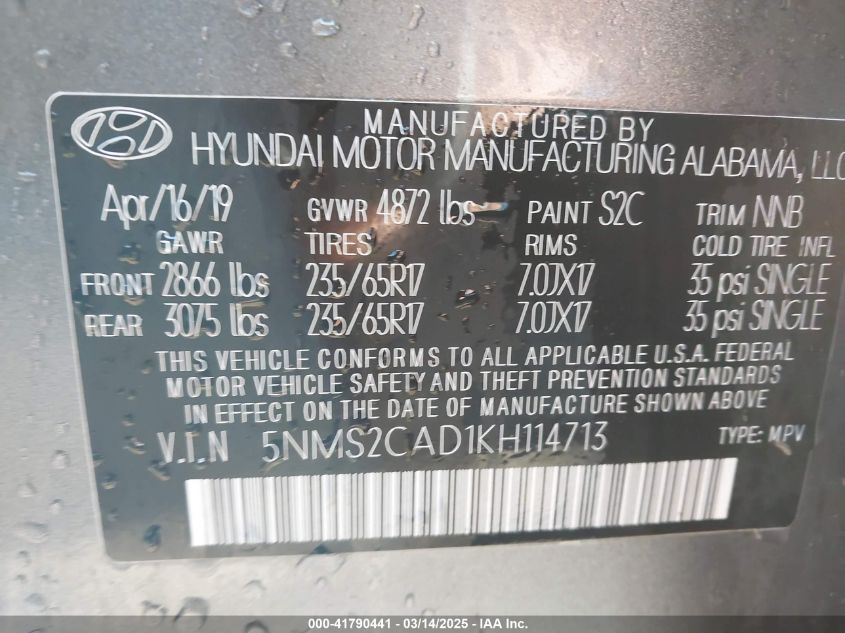 MANUFACTURED BY
HYUNDAI MOTOR MANUFACTURING ALABAMA, LLC
Apr/16/19 GVWR 4872 lbs PAINT S2C TRIM NNB
GAWR TIRES RIMS COLD TIRE INFL
FRONT 2866 lbs 235/65R17 7.0JX17 35 psi SINGLE
REAR 3075 lbs 235/65R17 7.0JX17 35 psi SINGLE
THIS VEHICLE CONFORMS TO ALL APPLICABLE U.S.A. FEDERAL
MOTOR VEHICLE SAFETY AND THEFT PREVENTION STANDARDS
IN EFFECT ON THE DATE OF MANUFACTURE SHOWN ABOVE
V.I.N 5NMS2CAD1KH114713 TYPE: MPV
000-41790441 - 03/14/2025 - IAA Inc.